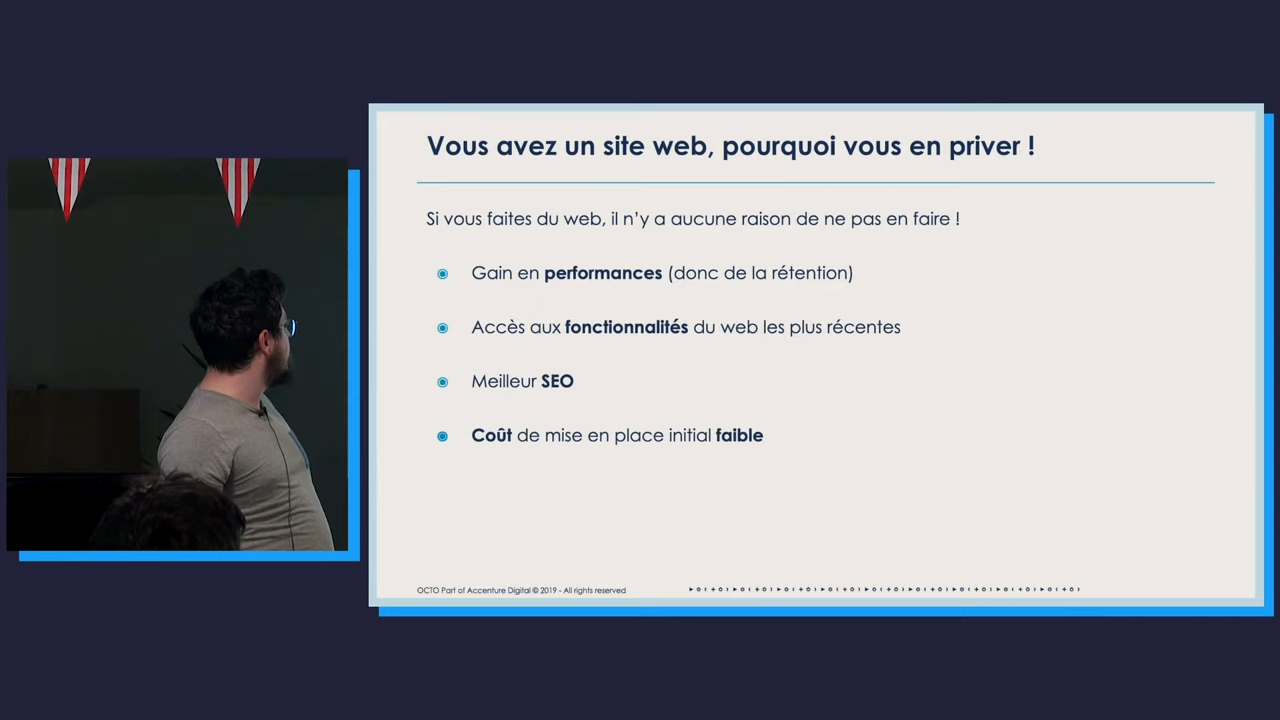 Vous avez un site web, pourquoi vous en priver !
Si vous faites du web, il n'y a aucune raison de ne pas en faire !
Gain en performances (donc de la rétention)
Accès aux fonctionnalités du web les plus récentes
Meilleur SEO
Coût de mise en place initial faible
OCTO Part of Accenture Digital © 2019 - All rights reserved